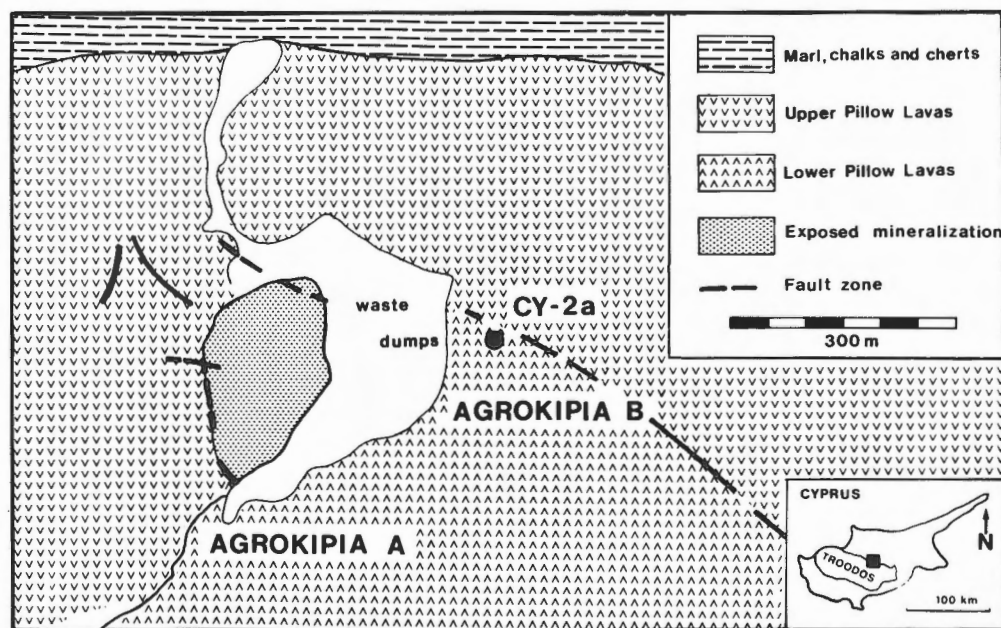 Marl, chalks and cherts
Upper Pillow Lavas
Lower Pillow Lavas
Exposed mineralization
Fault zone
300 m
waste
dumps
CY-2a
AGROKIPIA B
AGROKIPIA A
CYPRUS
TROODOS
N
100 km